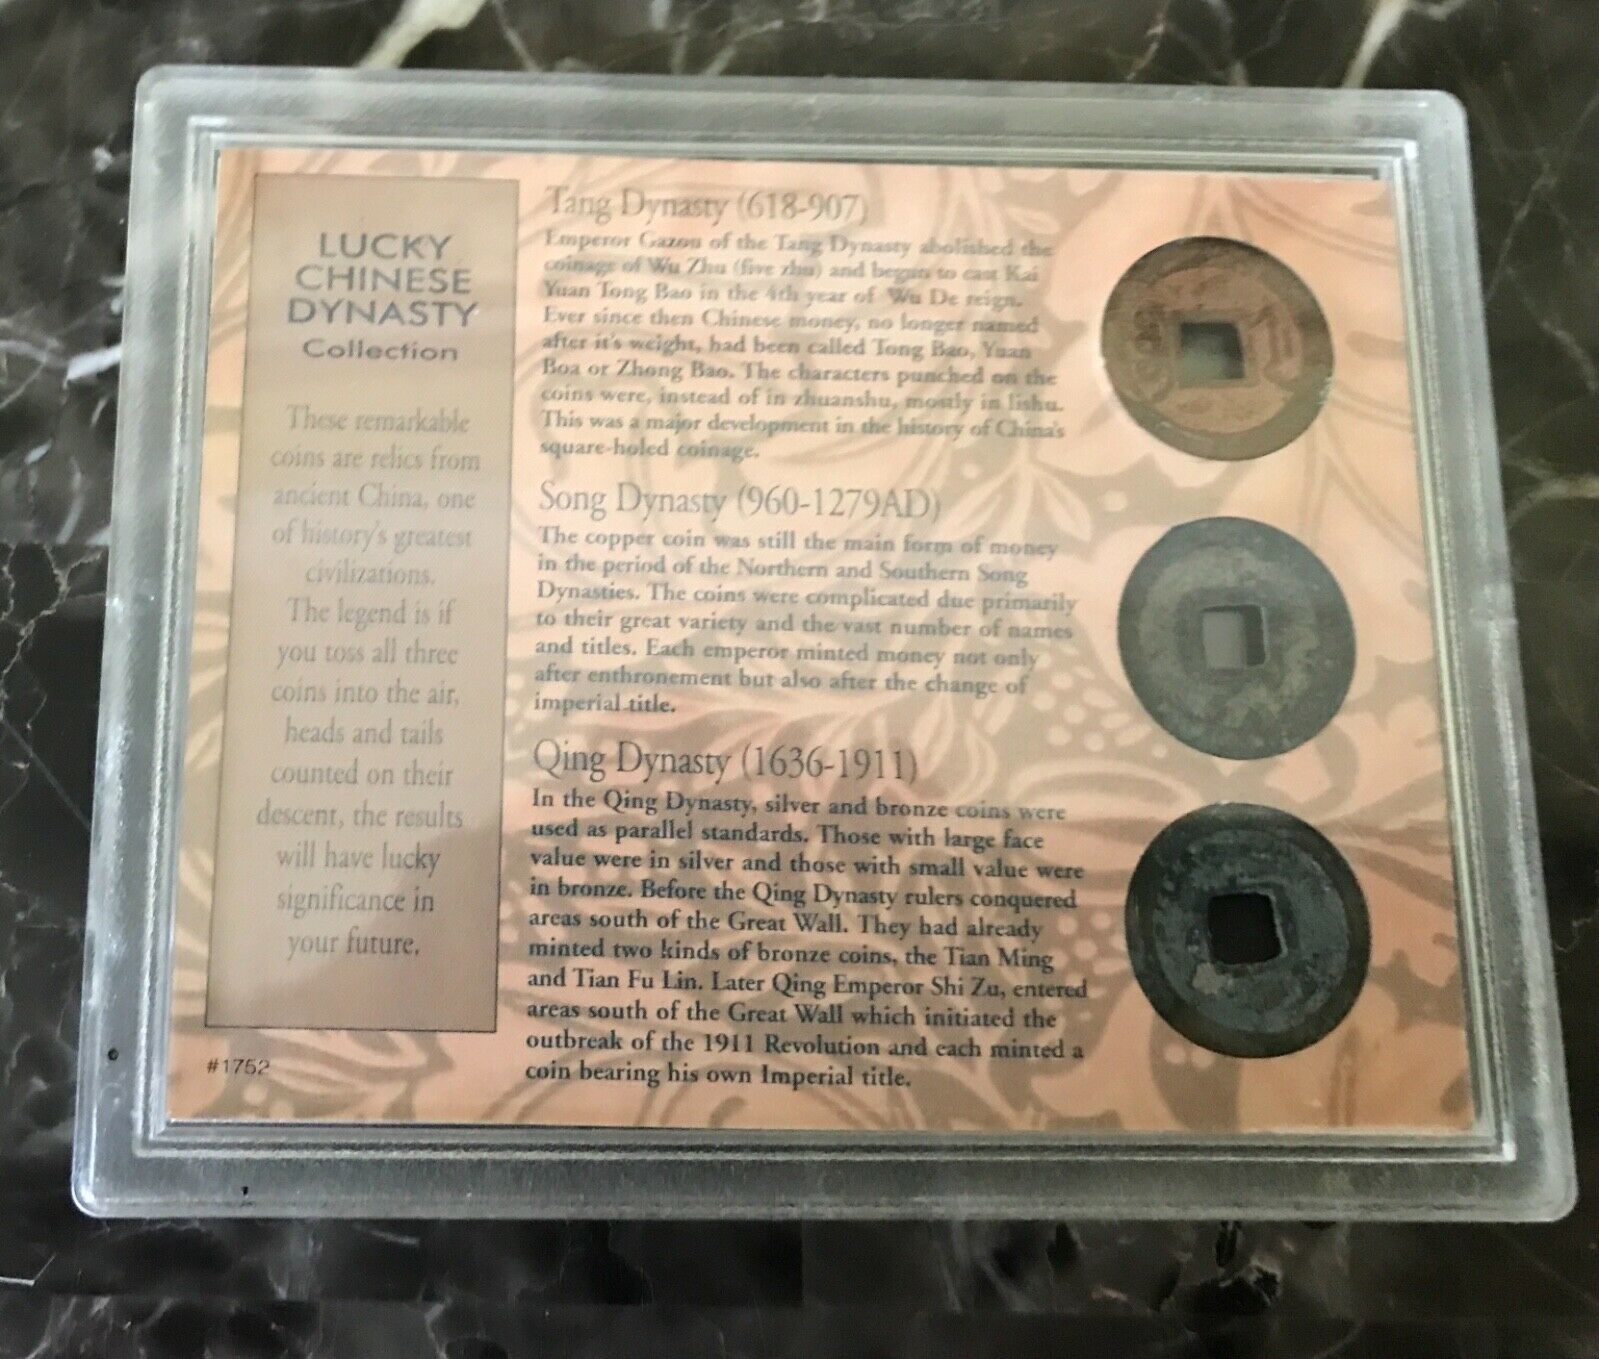 LUCKY
CHINESE
DYNASTY
Collection
These remarkable
coins are relics from
ancient China, one
of history's greatest
civilizations.
The legend is if
you toss all three
coins into the air,
heads and tails
counted on their
descent, the results
will have lucky
significance in
your future.
#1752
Tang Dynasty (618-907)
Emperor Gazou of the Tang Dynasty abolished the
coinage of Wu Zhu (five zhu) and began to cast Kai
Yuan Tong Bao in the 4th year of Wu De reign.
Ever since then Chinese money, no longer named
after it's weight, had been called Tong Bao, Yuan
Boa or Zhong Bao. The characters punched on the
coins were, instead of in zhuanshu, mostly in lishu.
This was a major development in the history of China's
square-holed coinage.
Song Dynasty (960-1279AD)
The copper coin was still the main form of money
in the period of the Northern and Southern Song
Dynasties. The coins were complicated due primarily
to their great variety and the vast number of names
and titles. Each emperor minted money not only
after enthronement but also after the change of
imperial title.
Qing Dynasty (1636-1911)
In the Qing Dynasty, silver and bronze coins were
used as parallel standards. Those with large face
value were in silver and those with small value were
in bronze. Before the Qing Dynasty rulers conquered
areas south of the Great Wall. They had already
minted two kinds of bronze coins, the Tian Ming
and Tian Fu Lin. Later Qing Emperor Shi Zu, entered
areas south of the Great Wall which initiated the
outbreak of the 1911 Revolution and each minted a
coin bearing his own Imperial title.